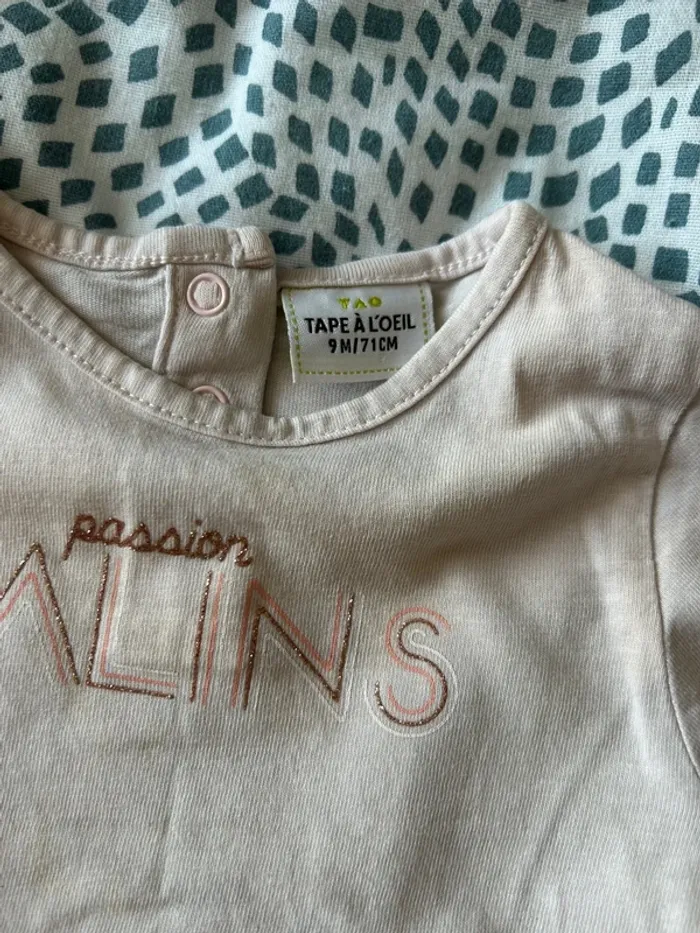 TAO
TAPE À L'OEIL
9M/71CM
passion
ALINS